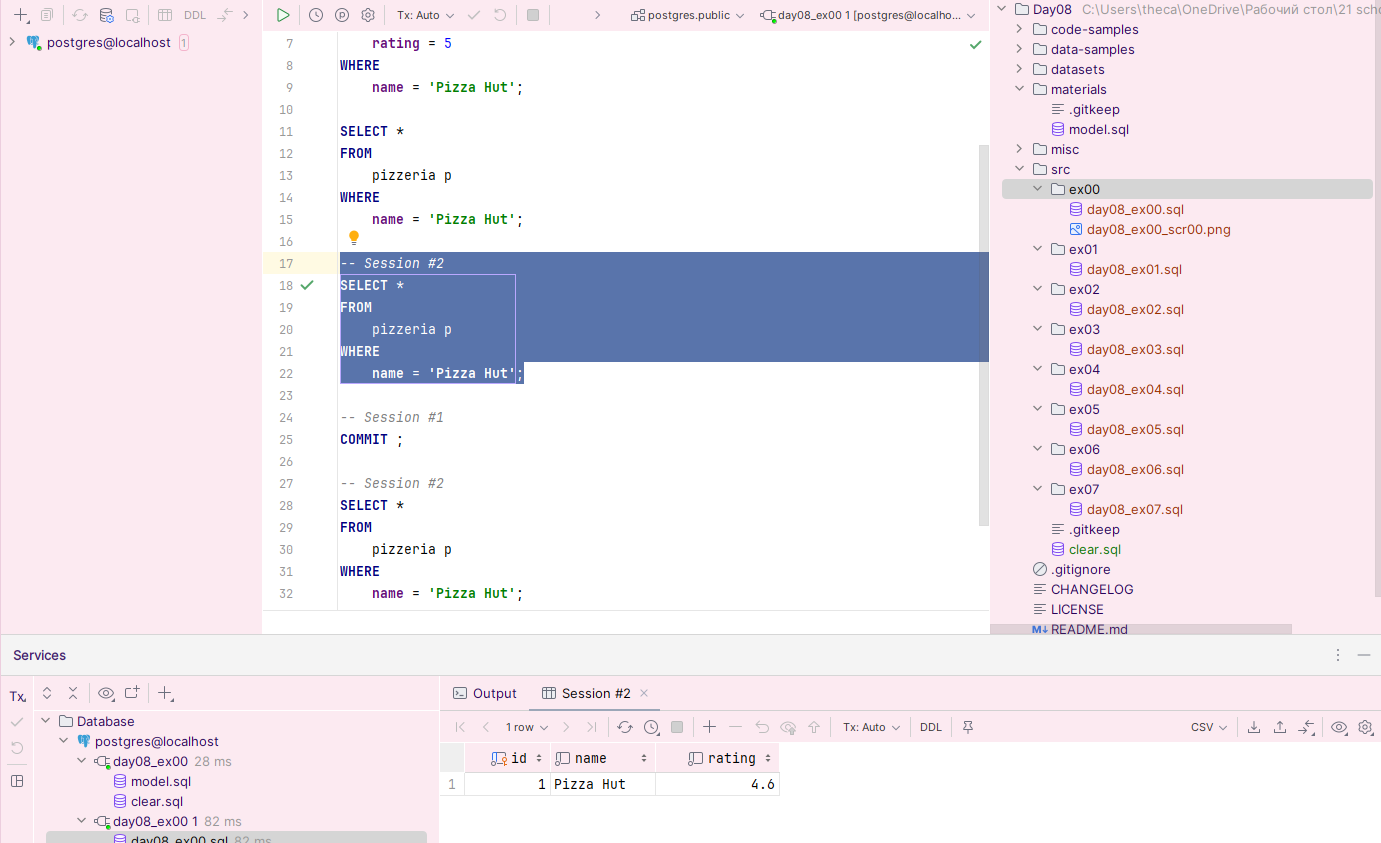 DDL
Tx: Auto
postgres.public
day08_ex00 1 [postgres@localho...
postgres@localhost 1
7 rating = 5
8 WHERE
9 name = 'Pizza Hut';
10
11 SELECT *
12 FROM
13 pizzeria p
14 WHERE
15 name = 'Pizza Hut';
16
17 -- Session #2
18 SELECT *
19 FROM
20 pizzeria p
21 WHERE
22 name = 'Pizza Hut';
23
24 -- Session #1
25 COMMIT ;
26
27 -- Session #2
28 SELECT *
29 FROM
30 pizzeria p
31 WHERE
32 name = 'Pizza Hut';
Day08 C:\Users\theca\OneDrive\Рабочий стол\21 scho
code-samples
data-samples
datasets
materials
.gitkeep
model.sql
misc
src
ex00
day08_ex00.sql
day08_ex00_scr00.png
ex01
day08_ex01.sql
ex02
day08_ex02.sql
ex03
day08_ex03.sql
ex04
day08_ex04.sql
ex05
day08_ex05.sql
ex06
day08_ex06.sql
ex07
day08_ex07.sql
.gitkeep
clear.sql
.gitignore
CHANGELOG
LICENSE
M↓ README.md
Services
Tx
Database
postgres@localhost
day08_ex00 28 ms
model.sql
clear.sql
day08_ex00 1 82 ms
day08_ex00.sql 82 ms
Output
Session #2
1 row
Tx: Auto
DDL
CSV
id name rating
1 1 Pizza Hut 4.6